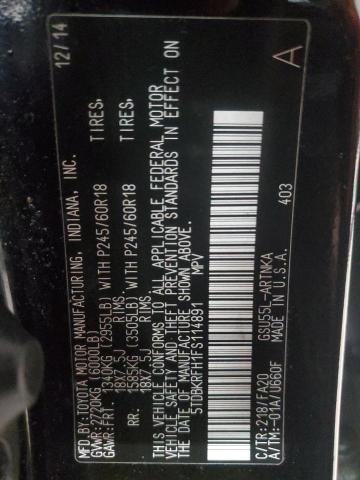 MFD.BY:TOYOTA MOTOR MANUFACTURING, INDIANA, INC. 12/14
GVWR:2720KG (6000LB)
GAWR:FRT. 1340KG (2955LB) WITH P245/60R18 TIRES:
18X7.5J RIMS
RR. 1585KG (3505LB) WITH P245/60R18 TIRES:
18X7.5J RIMS
THIS VEHICLE CONFORMS TO ALL APPLICABLE FEDERAL MOTOR
VEHICLE SAFETY AND THEFT PREVENTION STANDARDS IN EFFECT ON
THE DATE OF MANUFACTURE SHOWN ABOVE.
5TDBKRFH1FS114891 MPV
A
403
C/TR:218/FA20 GSU55L-ARTNKA
A/TM:-01A/U660F MADE IN U.S.A.